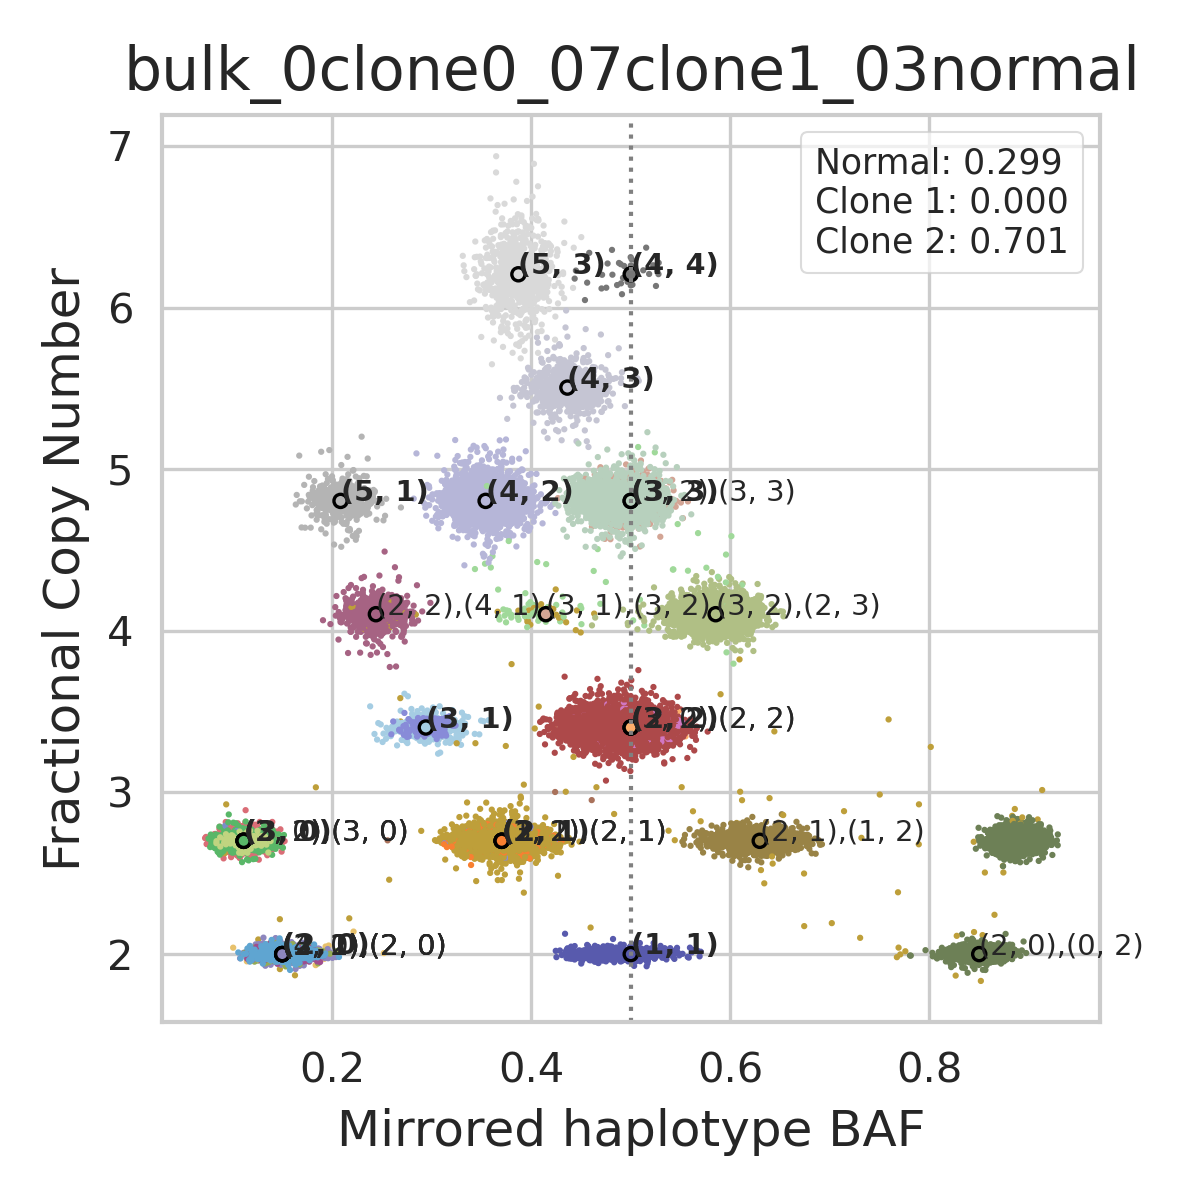 bulk_0clone0_07clone1_03normal
Normal: 0.299
Clone 1: 0.000
Clone 2: 0.701
7
6
5
4
3
2
Fractional Copy Number
(5, 3)
(4, 4)
(4, 3)
(5, 1)
(4, 2)
(3, 3)
(3, 3)
(2, 2),(4, 1)
(3, 1),(3, 2)
(3, 2),(2, 3)
(3, 1)
(2, 2)
(3, 0)
(2, 1)
(2, 1),(1, 2)
(2, 0)
(1, 1)
(2, 0),(0, 2)
0.2
0.4
0.6
0.8
Mirrored haplotype BAF